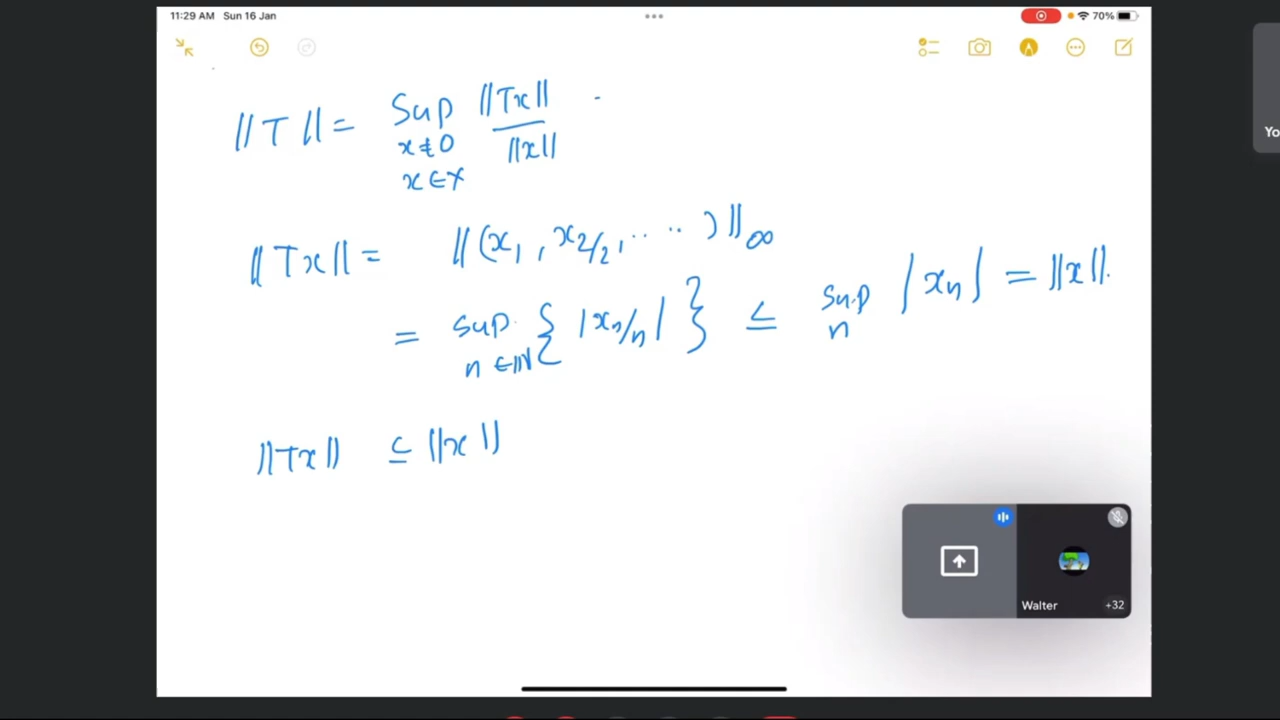 11:29 AM Sun 16 Jan
70%
||T|| = Sup ||Tx|| / ||x||
x≠0
x∈X
||Tx|| = ||(x₁, x₂/₂, ‥ ‥ )||∞
= sup { |xₙ/n| } ≤ sup |xₙ| = ||x||.
n∈ℕ n
||Tx|| ≤ ||x||
Yo
Walter
+32